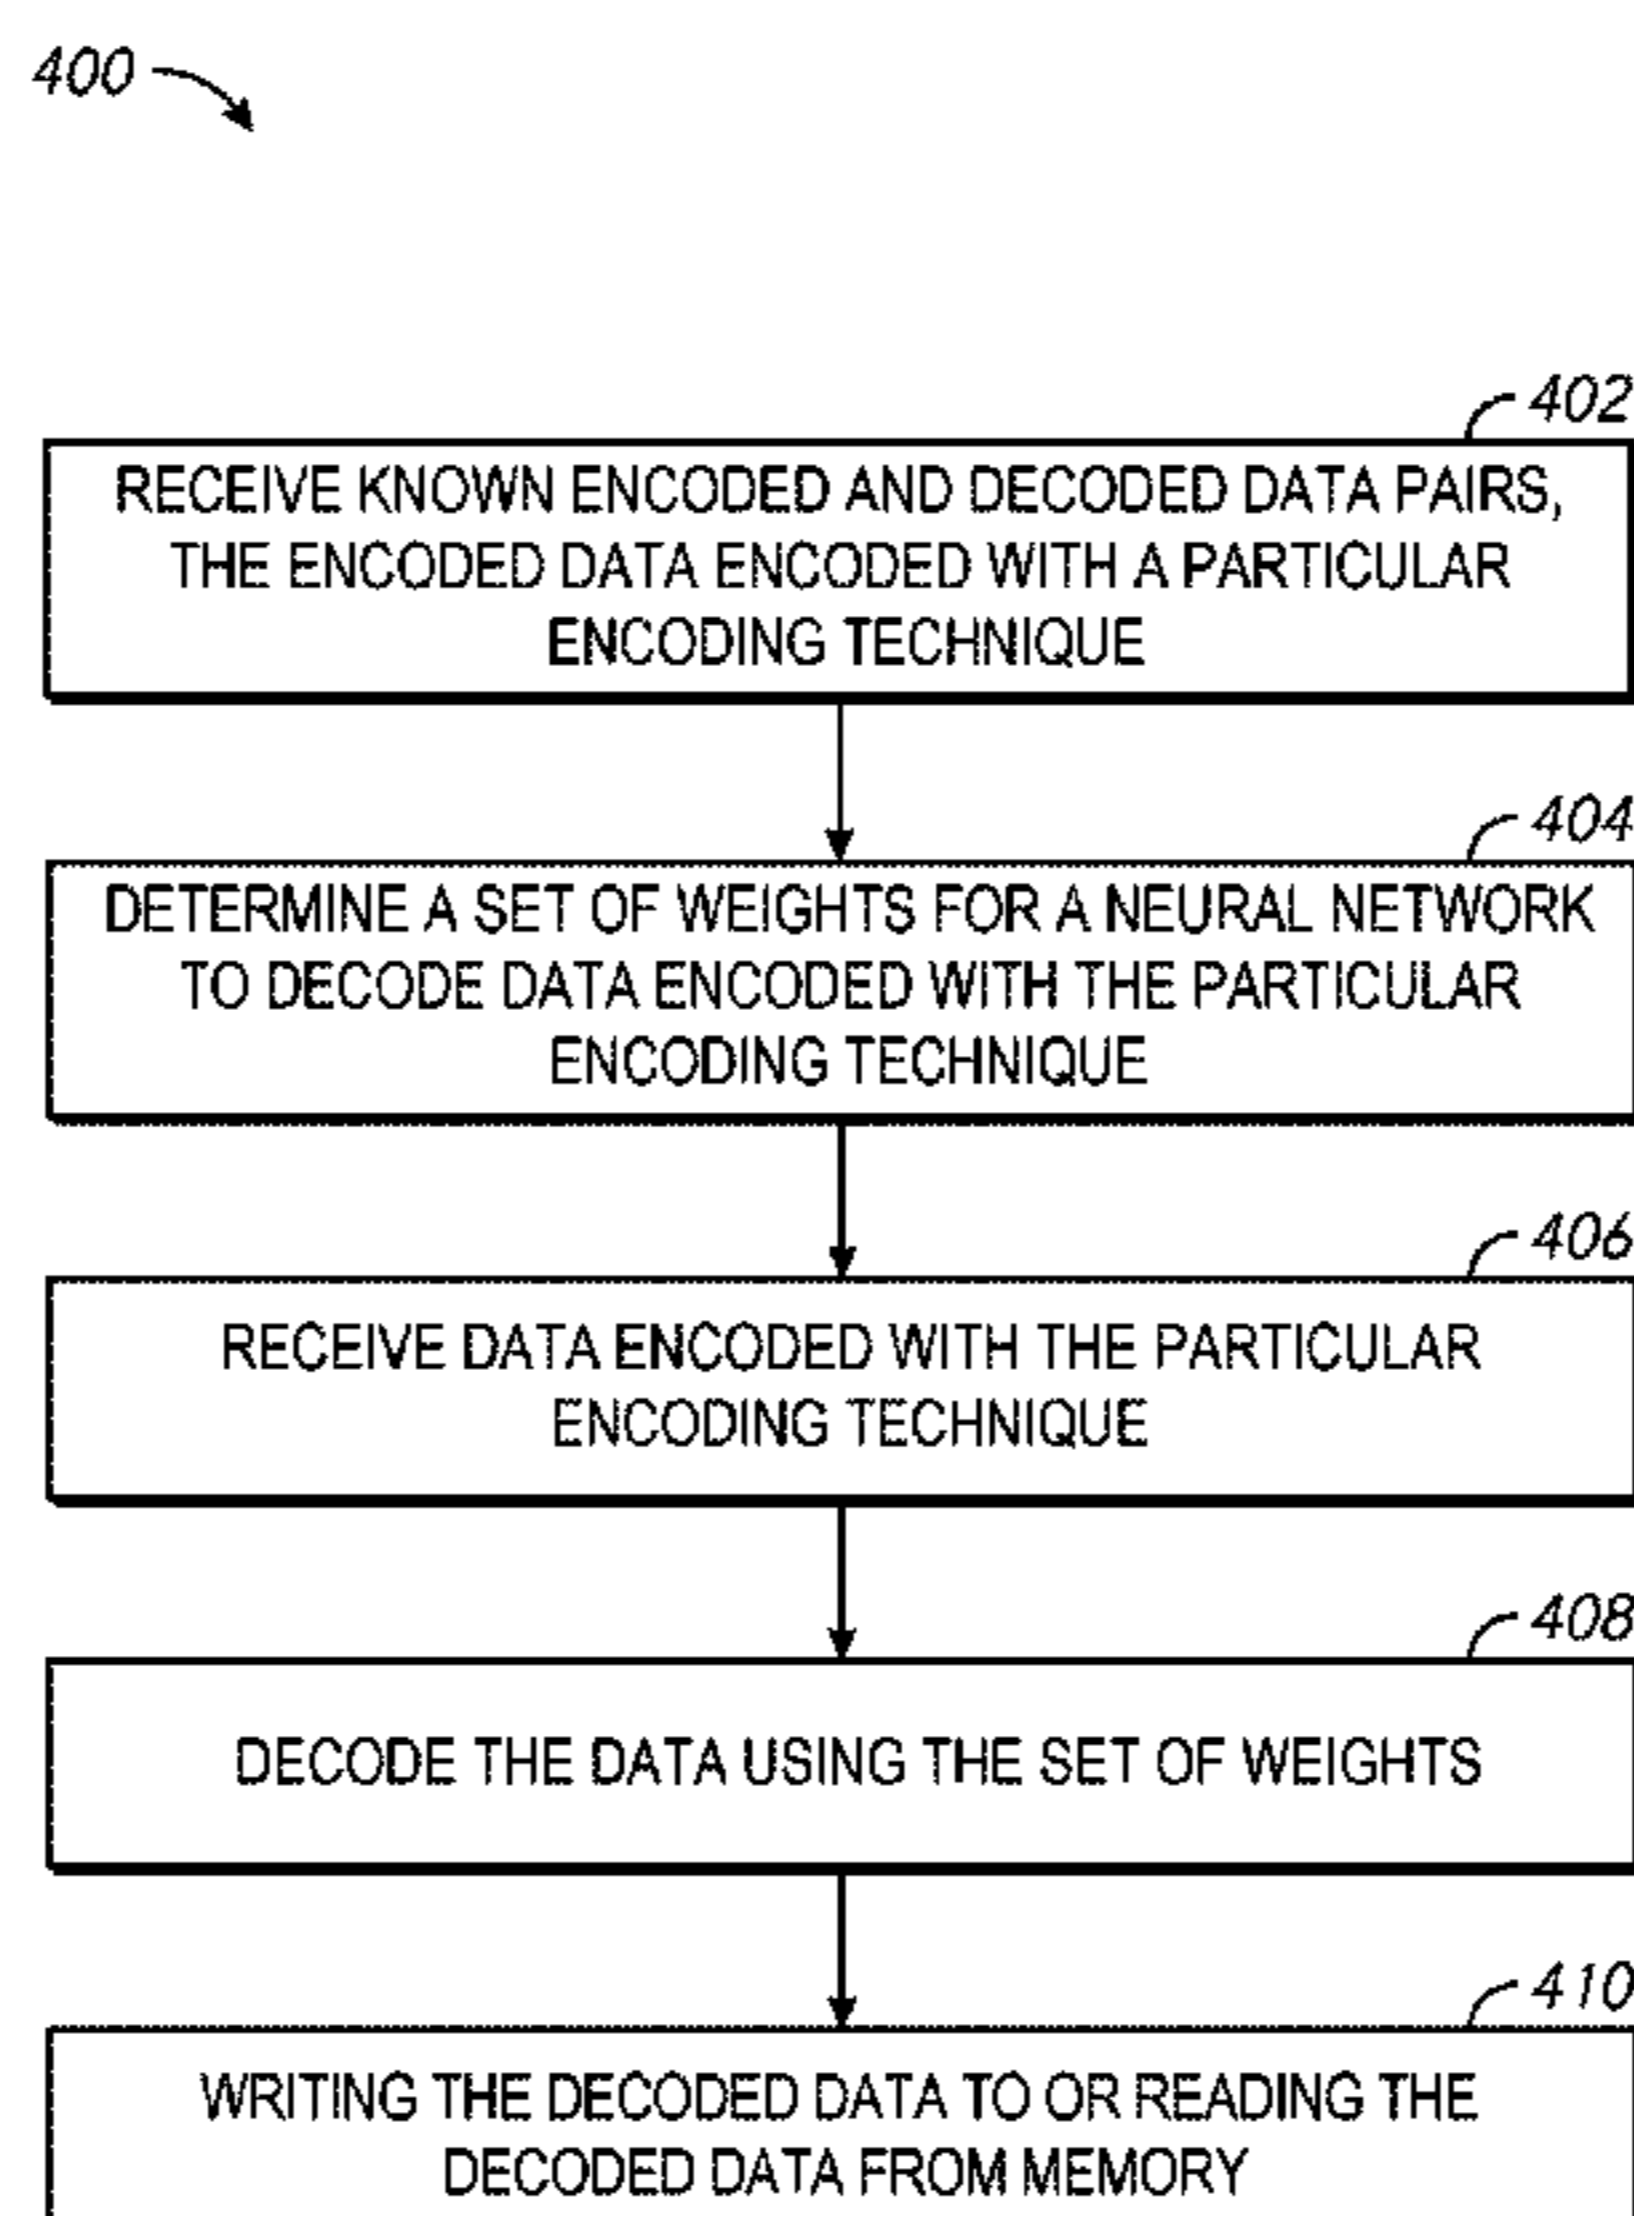 400
402
RECEIVE KNOWN ENCODED AND DECODED DATA PAIRS,
THE ENCODED DATA ENCODED WITH A PARTICULAR
ENCODING TECHNIQUE
404
DETERMINE A SET OF WEIGHTS FOR A NEURAL NETWORK
TO DECODE DATA ENCODED WITH THE PARTICULAR
ENCODING TECHNIQUE
406
RECEIVE DATA ENCODED WITH THE PARTICULAR
ENCODING TECHNIQUE
408
DECODE THE DATA USING THE SET OF WEIGHTS
410
WRITING THE DECODED DATA TO OR READING THE
DECODED DATA FROM MEMORY